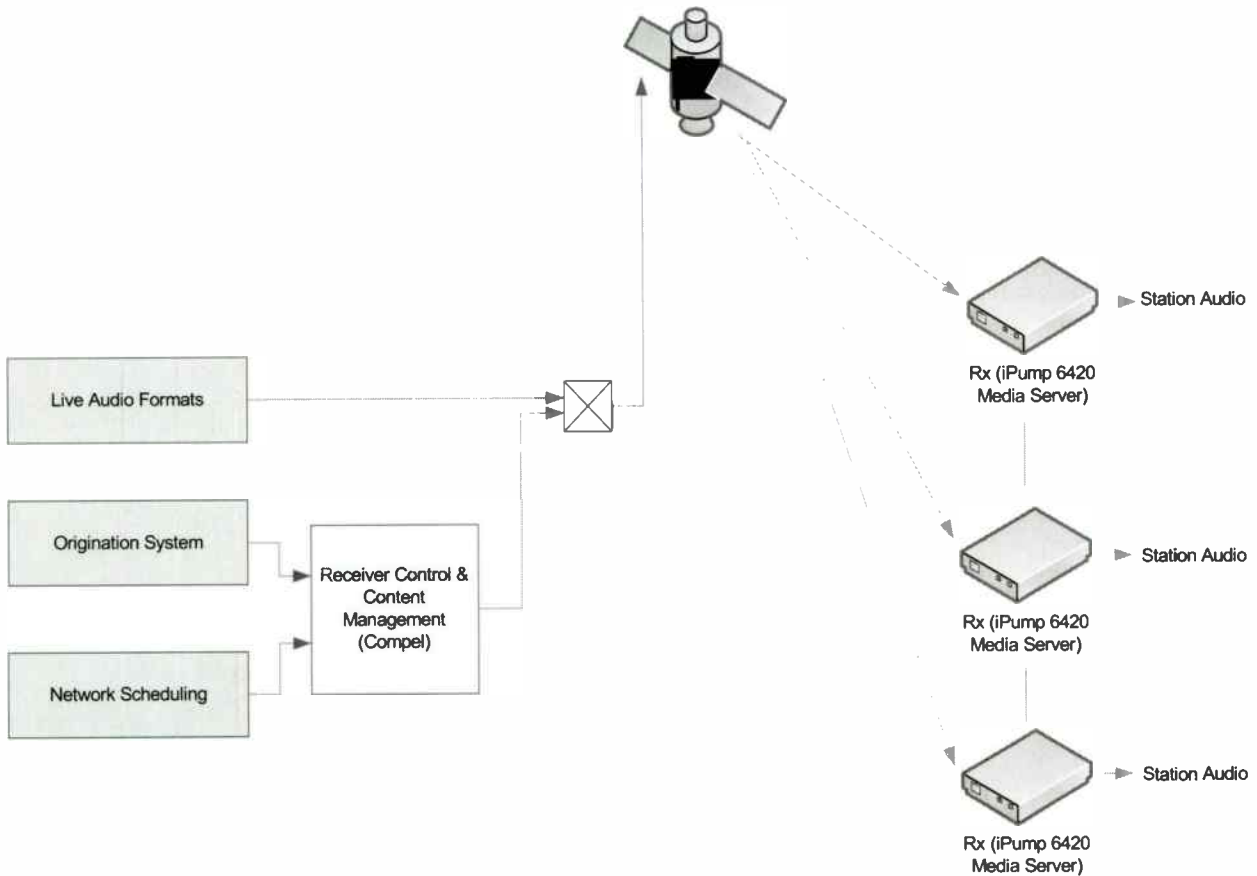 Live Audio Formats
Origination System
Network Scheduling
Receiver Control &
Content
Management
(Compel)
Station Audio
Rx (iPump 6420
Media Server)
Station Audio
Rx (iPump 6420
Media Server)
Station Audio
Rx (iPump 6420
Media Server)